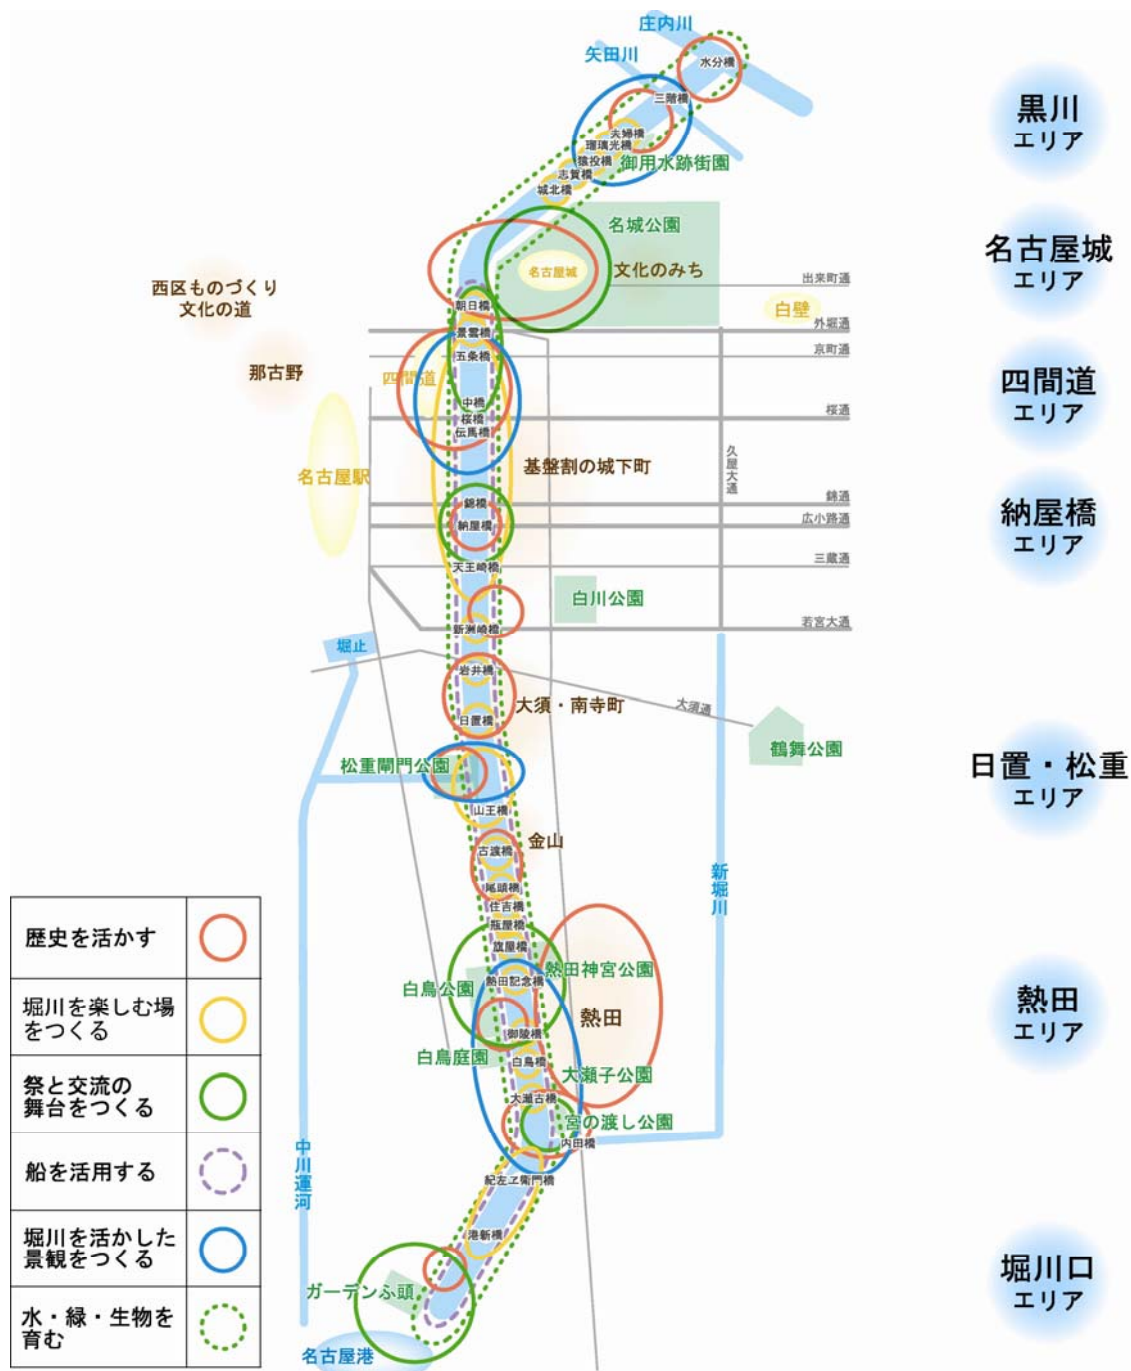 庄内川
矢田川
水分橋
三階橋
夫婦橋
瑠璃光橋
猿投橋
御用水跡街園
志賀橋
城北橋
黒川
エリア
名城公園
名古屋城
文化のみち
出来町通
名古屋城
エリア
西区ものづくり
文化の道
朝日橋
白壁
外堀通
景雲橋
五条橋
京町通
那古野
四間道
中橋
桜橋
桜通
伝馬橋
四間道
エリア
名古屋駅
基盤割の城下町
久屋大通
錦橋
錦通
納屋橋
広小路通
納屋橋
エリア
天王崎橋
三蔵通
白川公園
新洲崎橋
若宮大通
堀止
岩井橋
大須・南寺町
大須通
日置橋
鶴舞公園
松重閘門公園
日置・松重
エリア
山王橋
金山
古渡橋
尾頭橋
新堀川
住吉橋
瓶屋橋
旗屋橋
熱田神宮公園
熱田記念橋
白鳥公園
熱田
御陵橋
白鳥庭園
白鳥橋
大瀬子公園
熱田
エリア
大瀬古橋
宮の渡し公園
内田橋
中川運河
紀左ヱ衛門橋
港新橋
ガーデンふ頭
名古屋港
堀川口
エリア
歴史を活かす
堀川を楽しむ場
をつくる
祭と交流の
舞台をつくる
船を活用する
堀川を活かした
景観をつくる
水・緑・生物を
育む